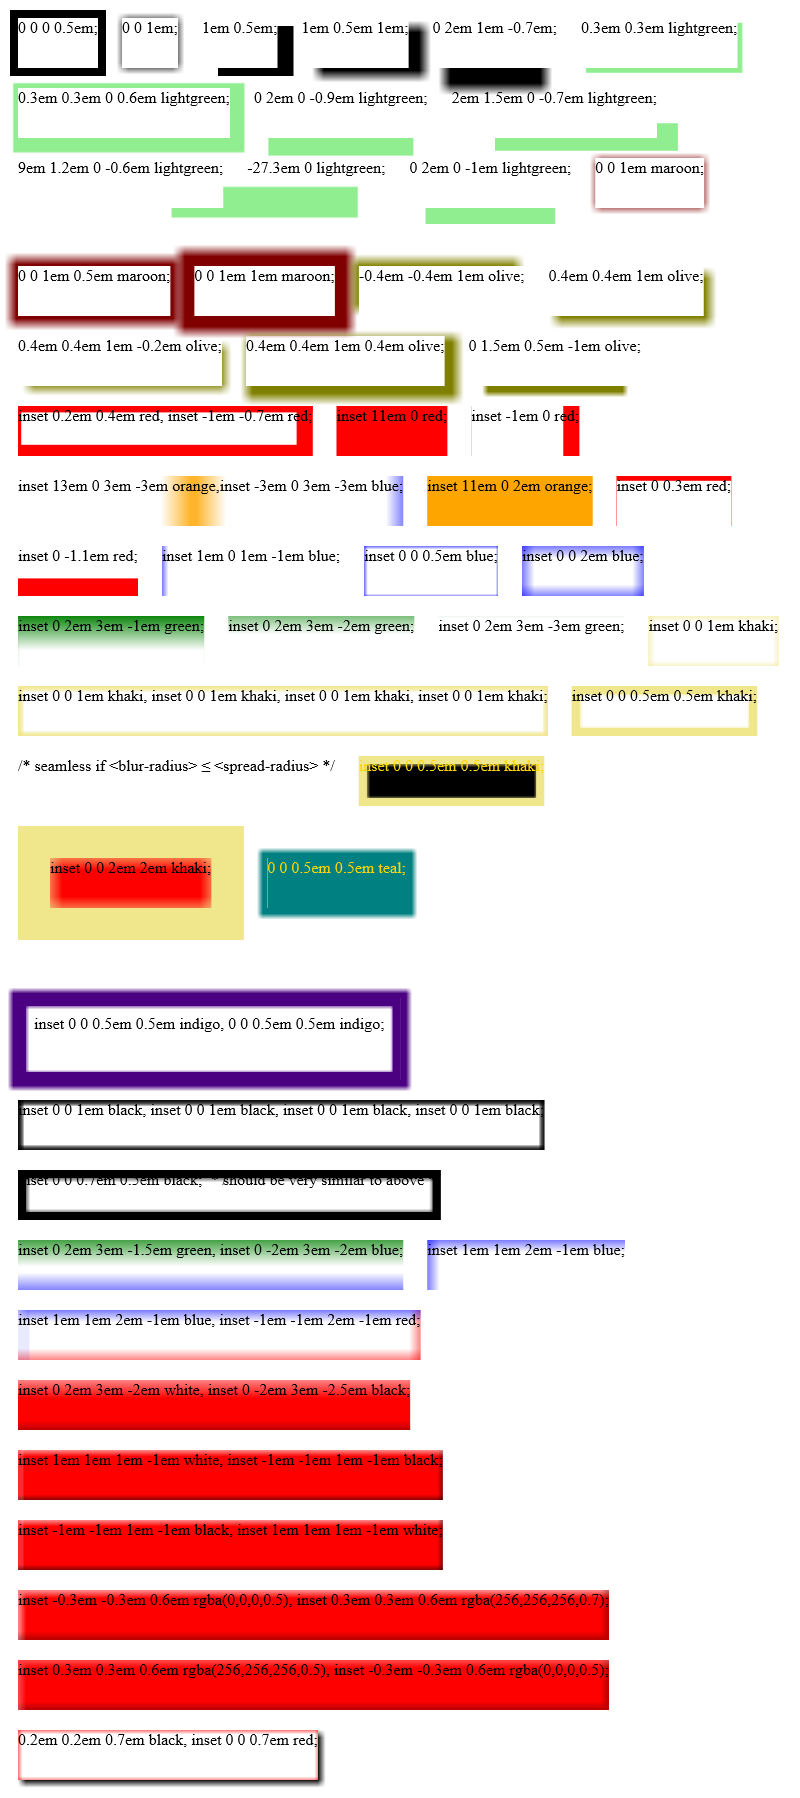 0 0 0 0.5em; 0 0 1em; 1em 0.5em; 1em 0.5em 1em; 0 2em 1em -0.7em; 0.3em 0.3em lightgreen;
0.3em 0.3em 0 0.6em lightgreen; 0 2em 0 -0.9em lightgreen; 2em 1.5em 0 -0.7em lightgreen;
9em 1.2em 0 -0.6em lightgreen; -27.3em 0 lightgreen; 0 2em 0 -1em lightgreen; 0 0 1em maroon;
0 0 1em 0.5em maroon; 0 0 1em 1em maroon; -0.4em -0.4em 1em olive; 0.4em 0.4em 1em olive;
0.4em 0.4em 1em -0.2em olive; 0.4em 0.4em 1em 0.4em olive; 0 1.5em 0.5em -1em olive;
inset 0.2em 0.4em red, inset -1em -0.7em red; inset 11em 0 red; inset -1em 0 red;
inset 13em 0 3em -3em orange,inset -3em 0 3em -3em blue; inset 11em 0 2em orange; inset 0 0 0.3em red;
inset 0 -1.1em red; inset 1em 0 1em -1em blue; inset 0 0 0.5em blue; inset 0 0 2em blue;
inset 0 2em 3em -1em green; inset 0 2em 3em -2em green; inset 0 2em 3em -3em green; inset 0 0 1em khaki;
inset 0 0 1em khaki, inset 0 0 1em khaki, inset 0 0 1em khaki, inset 0 0 1em khaki; inset 0 0 0.5em 0.5em khaki;
/* seamless if <blur-radius> ≤ <spread-radius> */ inset 0 0 0.5em 0.5em khaki;
inset 0 0 2em 2em khaki; 0 0 0.5em 0.5em teal;
inset 0 0 0.5em 0.5em indigo, 0 0 0.5em 0.5em indigo;
inset 0 0 1em black, inset 0 0 1em black, inset 0 0 1em black, inset 0 0 1em black;
inset 0 0 0.7em 0.5em black; /* should be very similar to above
inset 0 2em 3em -1.5em green, inset 0 -2em 3em -2em blue; inset 1em 1em 2em -1em blue;
inset 1em 1em 2em -1em blue, inset -1em -1em 2em -1em red;
inset 0 2em 3em -2em white, inset 0 -2em 3em -2.5em black;
inset 1em 1em 1em -1em white, inset -1em -1em 1em -1em black;
inset -1em -1em 1em -1em black, inset 1em 1em 1em -1em white;
inset -0.3em -0.3em 0.6em rgba(0,0,0,0.5), inset 0.3em 0.3em 0.6em rgba(256,256,256,0.7);
inset 0.3em 0.3em 0.6em rgba(256,256,256,0.5), inset -0.3em -0.3em 0.6em rgba(0,0,0,0.5);
0.2em 0.2em 0.7em black, inset 0 0 0.7em red;